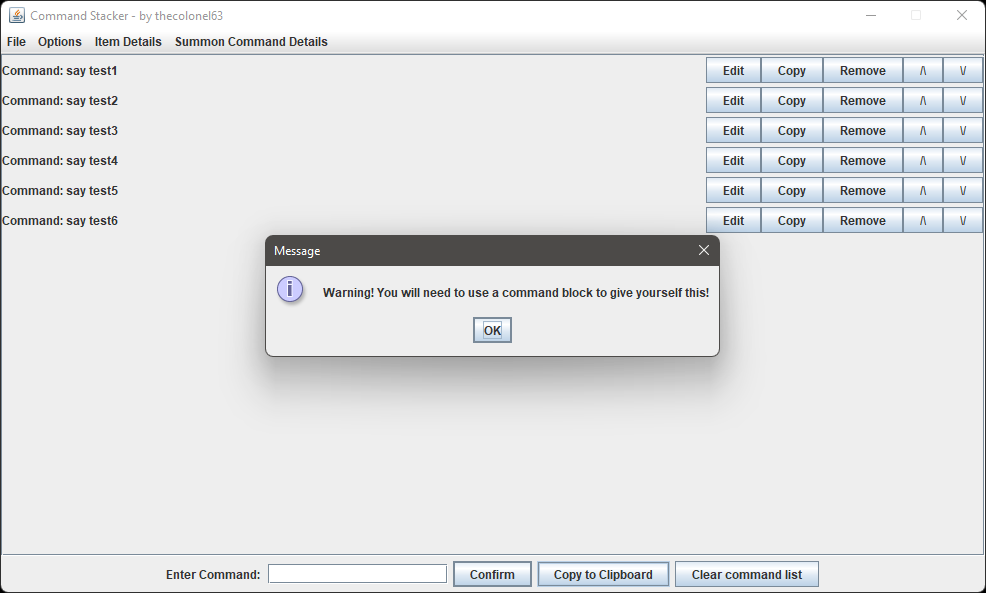 Command Stacker - by thecolonel63
File Options Item Details Summon Command Details
Command: say test1 Edit Copy Remove /\ \/
Command: say test2 Edit Copy Remove /\ \/
Command: say test3 Edit Copy Remove /\ \/
Command: say test4 Edit Copy Remove /\ \/
Command: say test5 Edit Copy Remove /\ \/
Command: say test6 Edit Copy Remove /\ \/
Message
Warning! You will need to use a command block to give yourself this!
OK
Enter Command: Confirm Copy to Clipboard Clear command list